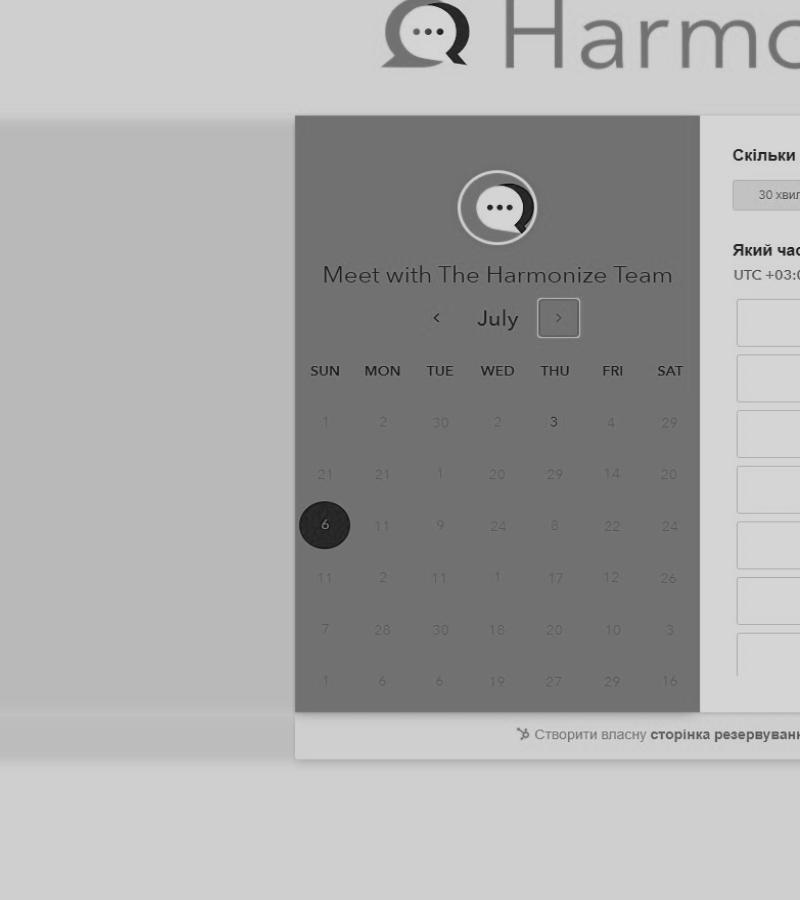 Harmo
Скільки
30 хвил
Meet with The Harmonize Team
Який час
UTC +03:0
< July >
SUN MON TUE WED THU FRI SAT
1 2 30 2 3 4 29
21 21 1 20 29 14 20
6 11 9 24 8 22 24
11 2 11 1 17 12 26
7 28 30 18 20 10 3
1 6 6 19 27 29 16
Створити власну сторінка резервуванн